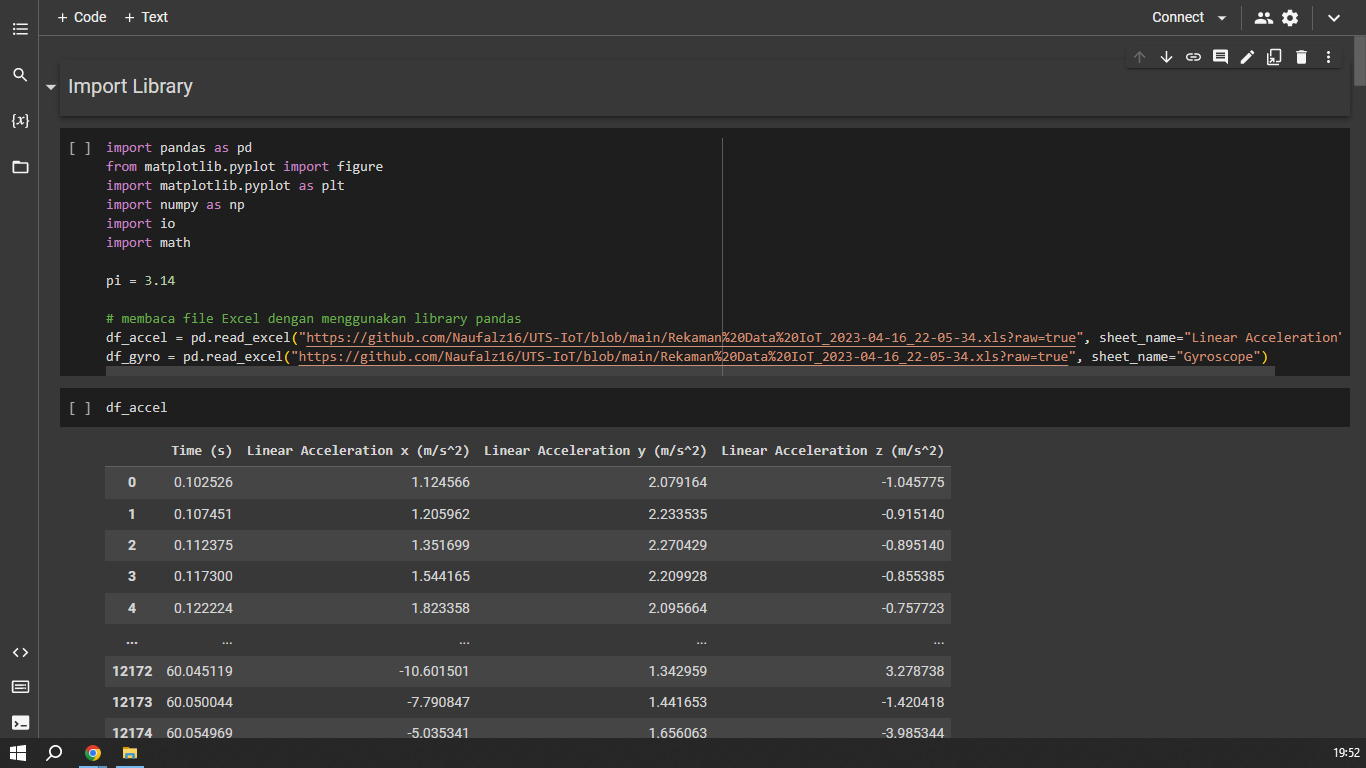 + Code + Text Connect
Import Library
{x}
[ ] import pandas as pd
from matplotlib.pyplot import figure
import matplotlib.pyplot as plt
import numpy as np
import io
import math
pi = 3.14
# membaca file Excel dengan menggunakan library pandas
df_accel = pd.read_excel("https://github.com/Naufalz16/UTS-IoT/blob/main/Rekaman%20Data%20IoT_2023-04-16_22-05-34.xls?raw=true", sheet_name="Linear Acceleration"
df_gyro = pd.read_excel("https://github.com/Naufalz16/UTS-IoT/blob/main/Rekaman%20Data%20IoT_2023-04-16_22-05-34.xls?raw=true", sheet_name="Gyroscope")
[ ] df_accel
Time (s) Linear Acceleration x (m/s^2) Linear Acceleration y (m/s^2) Linear Acceleration z (m/s^2)
0 0.102526 1.124566 2.079164 -1.045775
1 0.107451 1.205962 2.233535 -0.915140
2 0.112375 1.351699 2.270429 -0.895140
3 0.117300 1.544165 2.209928 -0.855385
4 0.122224 1.823358 2.095664 -0.757723
... ... ... ... ...
12172 60.045119 -10.601501 1.342959 3.278738
12173 60.050044 -7.790847 1.441653 -1.420418
12174 60.054969 -5.035341 1.656063 -3.985344
19:52